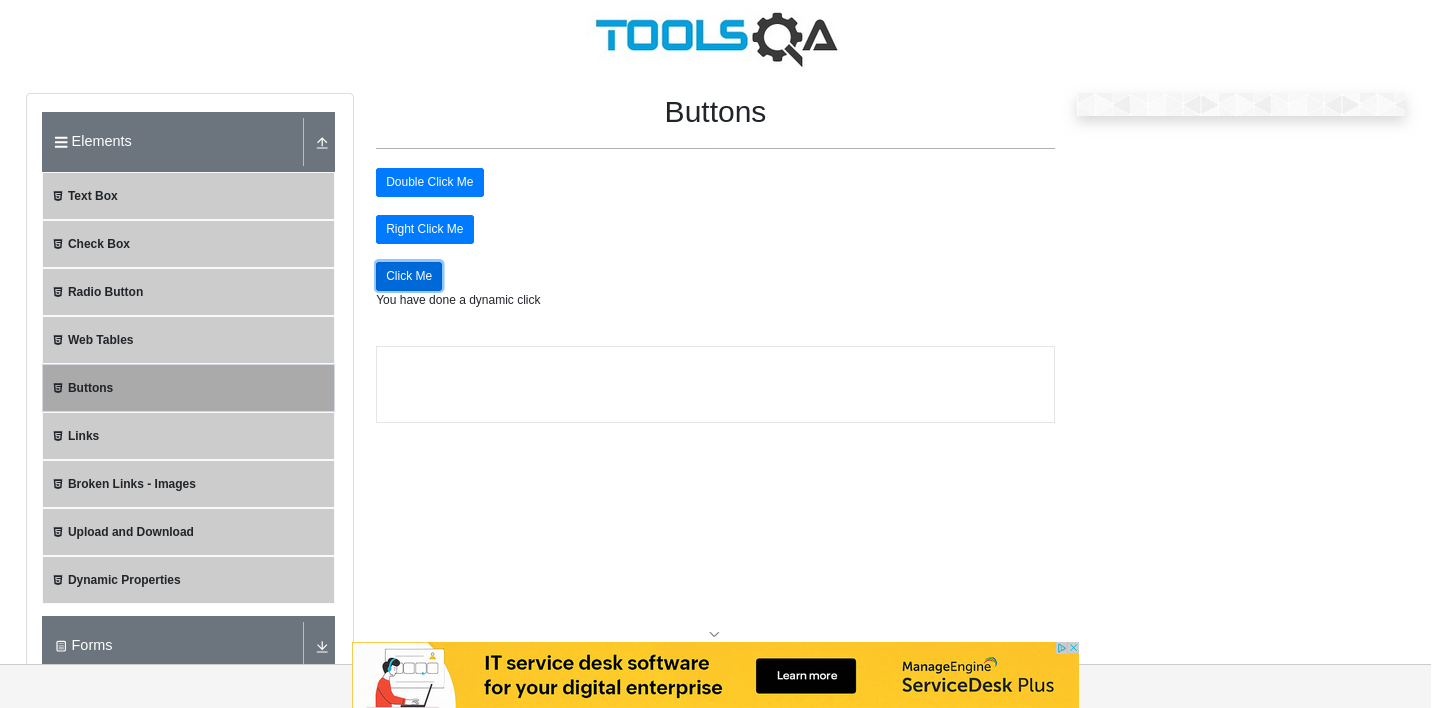 TOOLSQA
Elements
Text Box
Check Box
Radio Button
Web Tables
Buttons
Links
Broken Links - Images
Upload and Download
Dynamic Properties
Forms
Buttons
Double Click Me
Right Click Me
Click Me
You have done a dynamic click
IT service desk software
for your digital enterprise
Learn more
ManageEngine
ServiceDesk Plus